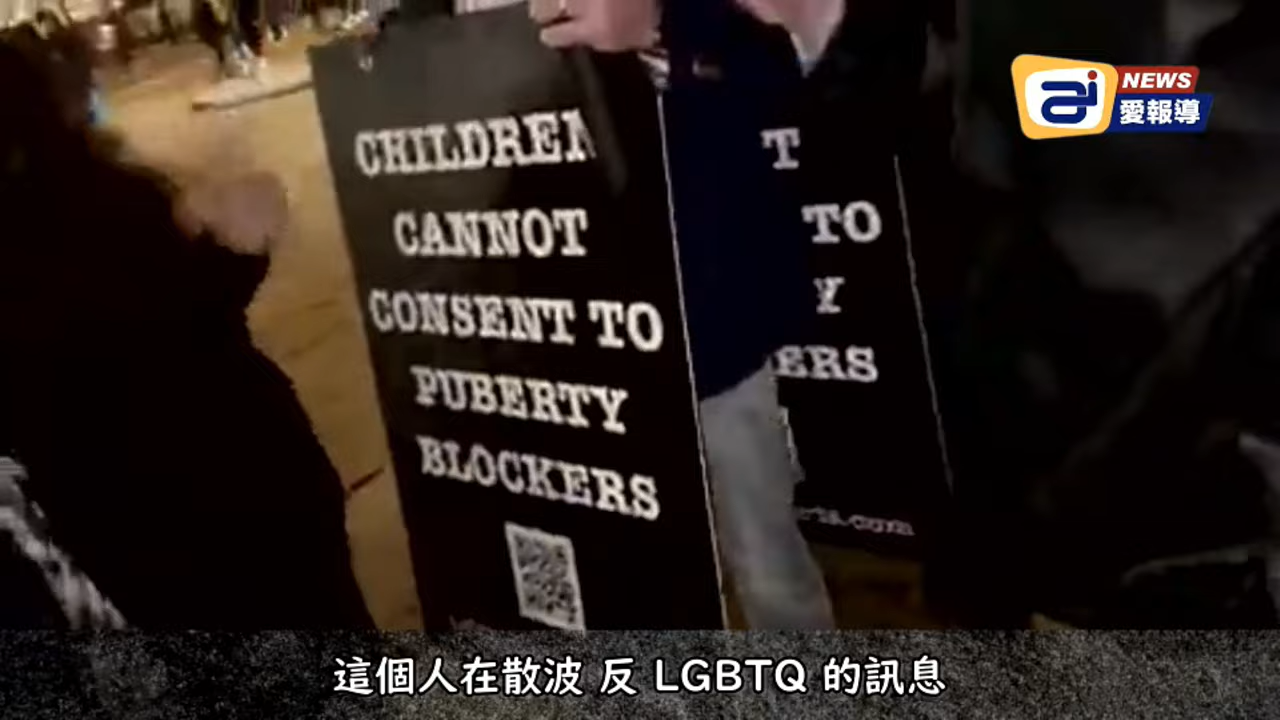 CHILDREN
CANNOT
CONSENT TO
PUBERTY
BLOCKERS
T
TO
Y
ERS
NEWS
愛報導
這個人在散波 反 LGBTQ 的訊息